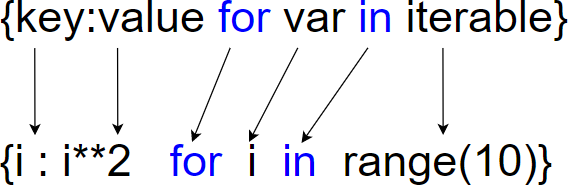 {key:value for var in iterable}
{i : i**2 for i in range(10)}